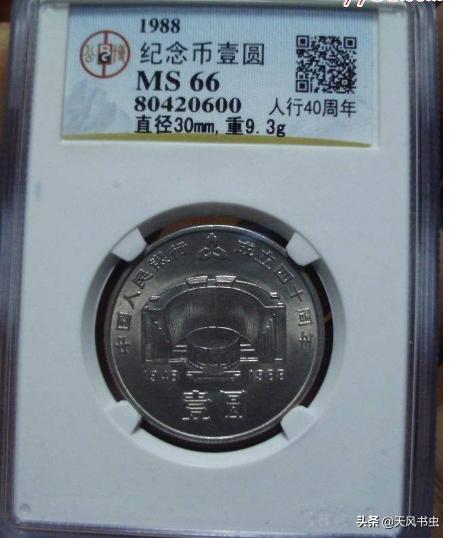 1988
纪念币壹圆
MS 66
80420600
人行40周年
直径30mm,重9.3g
中国人民银行 成立四十周年
1948 1988
壹圆
头条 @天风书虫